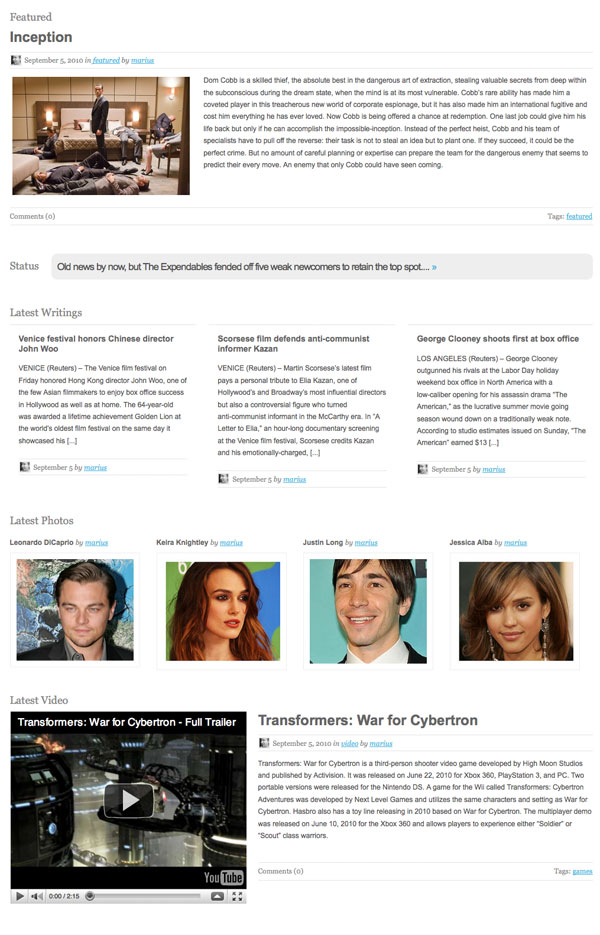 Featured
Inception
September 5, 2010 in featured by marius
Dom Cobb is a skilled thief, the absolute best in the dangerous art of extraction, stealing valuable secrets from deep within
the subconscious during the dream state, when the mind is at its most vulnerable. Cobb's rare ability has made him a
coveted player in this treacherous new world of corporate espionage, but it has also made him an international fugitive and
cost him everything he has ever loved. Now Cobb is being offered a chance at redemption. One last job could give him his
life back but only if he can accomplish the impossible-inception. Instead of the perfect heist, Cobb and his team of
specialists have to pull off the reverse: their task is not to steal an idea but to plant one. If they succeed, it could be the
perfect crime. But no amount of careful planning or expertise can prepare the team for the dangerous enemy that seems to
predict their every move. An enemy that only Cobb could have seen coming.
Comments (0)
Tags: featured
Status
Old news by now, but The Expendables fended off five weak newcomers to retain the top spot.... »
Latest Writings
Venice festival honors Chinese director
John Woo
VENICE (Reuters) – The Venice film festival on
Friday honored Hong Kong director John Woo, one of
the few Asian filmmakers to enjoy box office success
in Hollywood as well as at home. The 64-year-old
was awarded a lifetime achievement Golden Lion at
the world's oldest film festival on the same day it
showcased his [...]
September 5 by marius
Scorsese film defends anti-communist
informer Kazan
VENICE (Reuters) – Martin Scorsese's latest film
pays a personal tribute to Elia Kazan, one of
Hollywood's and Broadway's most influential directors
but also a controversial figure who turned
anti-communist informant in the McCarthy era. In "A
Letter to Elia," an hour-long documentary screening
at the Venice film festival, Scorsese credits Kazan
and his emotionally-charged, [...]
September 5 by marius
George Clooney shoots first at box office
LOS ANGELES (Reuters) – George Clooney
outgunned his rivals at the Labor Day holiday
weekend box office in North America with a
low-caliber opening for his assassin drama "The
American," as the lucrative summer movie going
season wound down on a traditionally weak note.
According to studio estimates issued on Sunday, "The
American" earned $13 [...]
September 5 by marius
Latest Photos
Leonardo DiCaprio by marius
Keira Knightley by marius
Justin Long by marius
Jessica Alba by marius
Latest Video
Transformers: War for Cybertron - Full Trailer
YouTube
0:00 / 2:15
Transformers: War for Cybertron
September 5, 2010 in video by marius
Transformers: War for Cybertron is a third-person shooter video game developed by High Moon Studios
and published by Activision. It was released on June 22, 2010 for Xbox 360, PlayStation 3, and PC. Two
portable versions were released for the Nintendo DS. A game for the Wii called Transformers: Cybertron
Adventures was developed by Next Level Games and utilizes the same characters and setting as War for
Cybertron. Hasbro also has a toy line releasing in 2010 based on War for Cybertron. The multiplayer demo
was released on June 10, 2010 for the Xbox 360 and allows players to experience either "Soldier" or
"Scout" class warriors.
Comments (0)
Tags: games